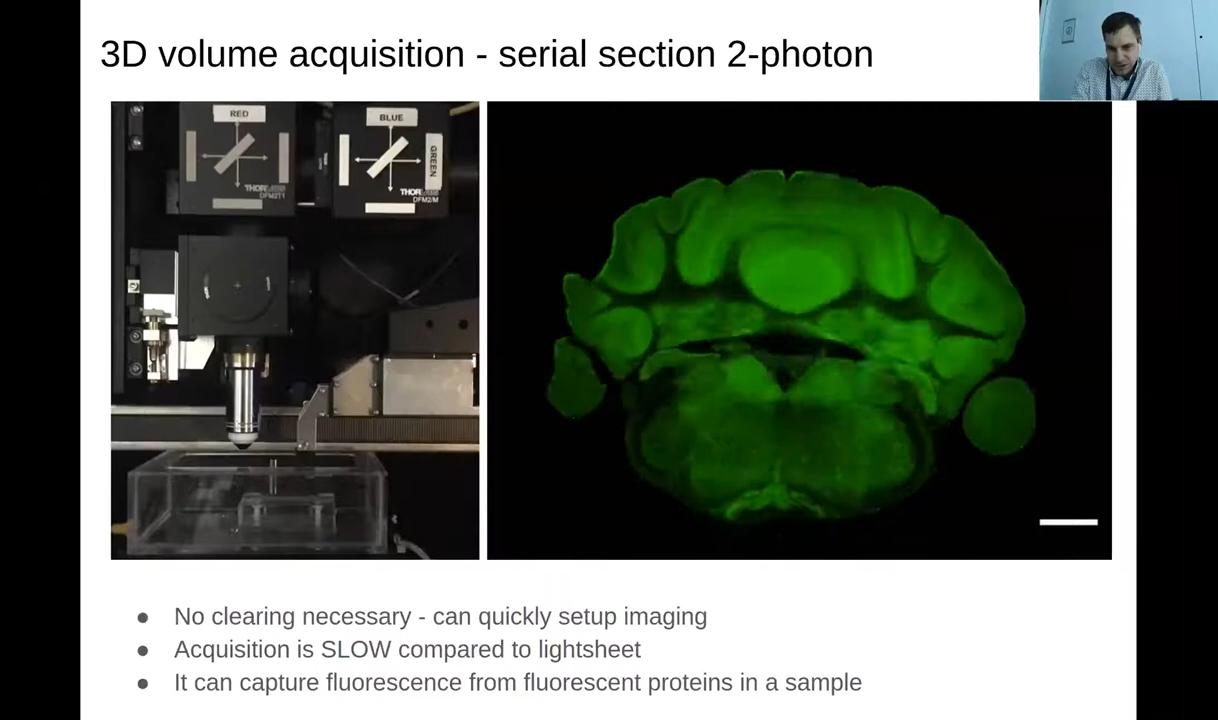 3D volume acquisition - serial section 2-photon
RED
BLUE
GREEN
THORLABS
DFM2T1
THORLABS
DFM2/M
No clearing necessary - can quickly setup imaging
Acquisition is SLOW compared to lightsheet
It can capture fluorescence from fluorescent proteins in a sample